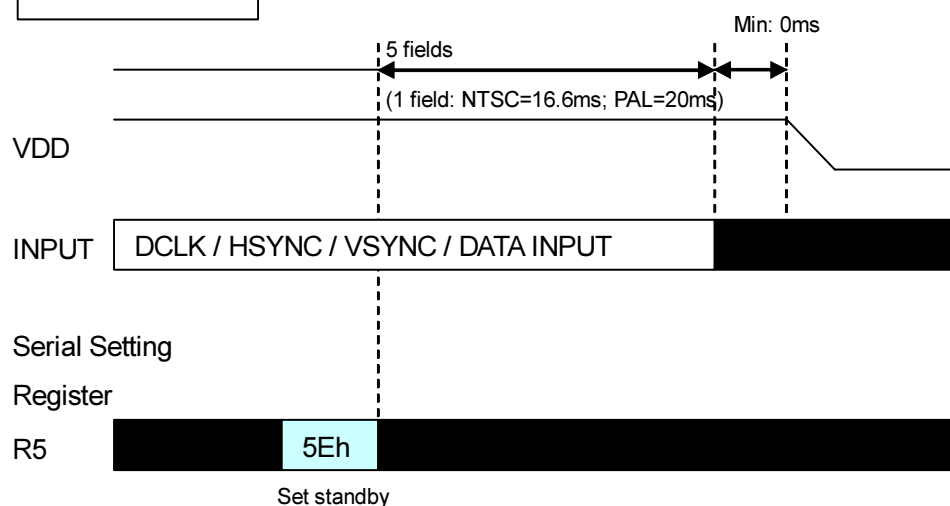 Min: 0ms
5 fields
(1 field: NTSC=16.6ms; PAL=20ms)
VDD
INPUT DCLK / HSYNC / VSYNC / DATA INPUT
Serial Setting
Register
R5 5Eh
Set standby